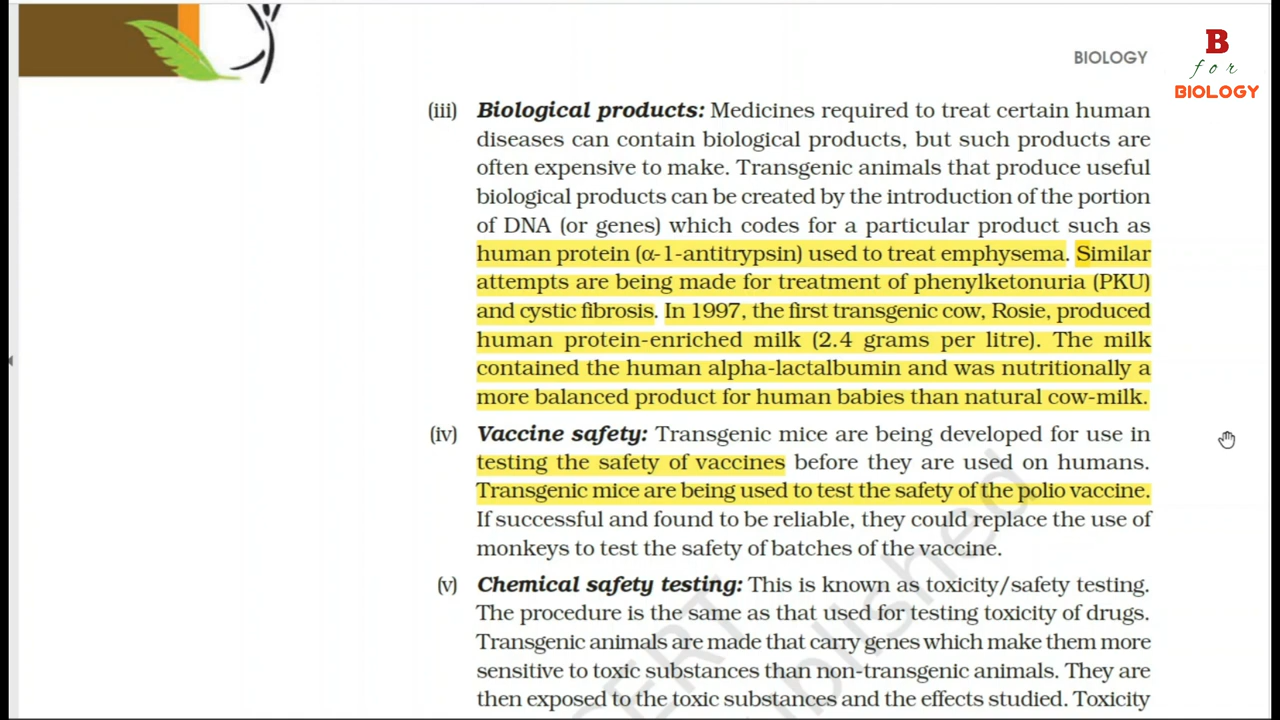 B
for
BIOLOGY
BIOLOGY
(iii) Biological products: Medicines required to treat certain human
diseases can contain biological products, but such products are
often expensive to make. Transgenic animals that produce useful
biological products can be created by the introduction of the portion
of DNA (or genes) which codes for a particular product such as
human protein (α-1-antitrypsin) used to treat emphysema. Similar
attempts are being made for treatment of phenylketonuria (PKU)
and cystic fibrosis. In 1997, the first transgenic cow, Rosie, produced
human protein-enriched milk (2.4 grams per litre). The milk
contained the human alpha-lactalbumin and was nutritionally a
more balanced product for human babies than natural cow-milk.
(iv) Vaccine safety: Transgenic mice are being developed for use in
testing the safety of vaccines before they are used on humans.
Transgenic mice are being used to test the safety of the polio vaccine.
If successful and found to be reliable, they could replace the use of
monkeys to test the safety of batches of the vaccine.
(v) Chemical safety testing: This is known as toxicity/safety testing.
The procedure is the same as that used for testing toxicity of drugs.
Transgenic animals are made that carry genes which make them more
sensitive to toxic substances than non-transgenic animals. They are
then exposed to the toxic substances and the effects studied. Toxicity